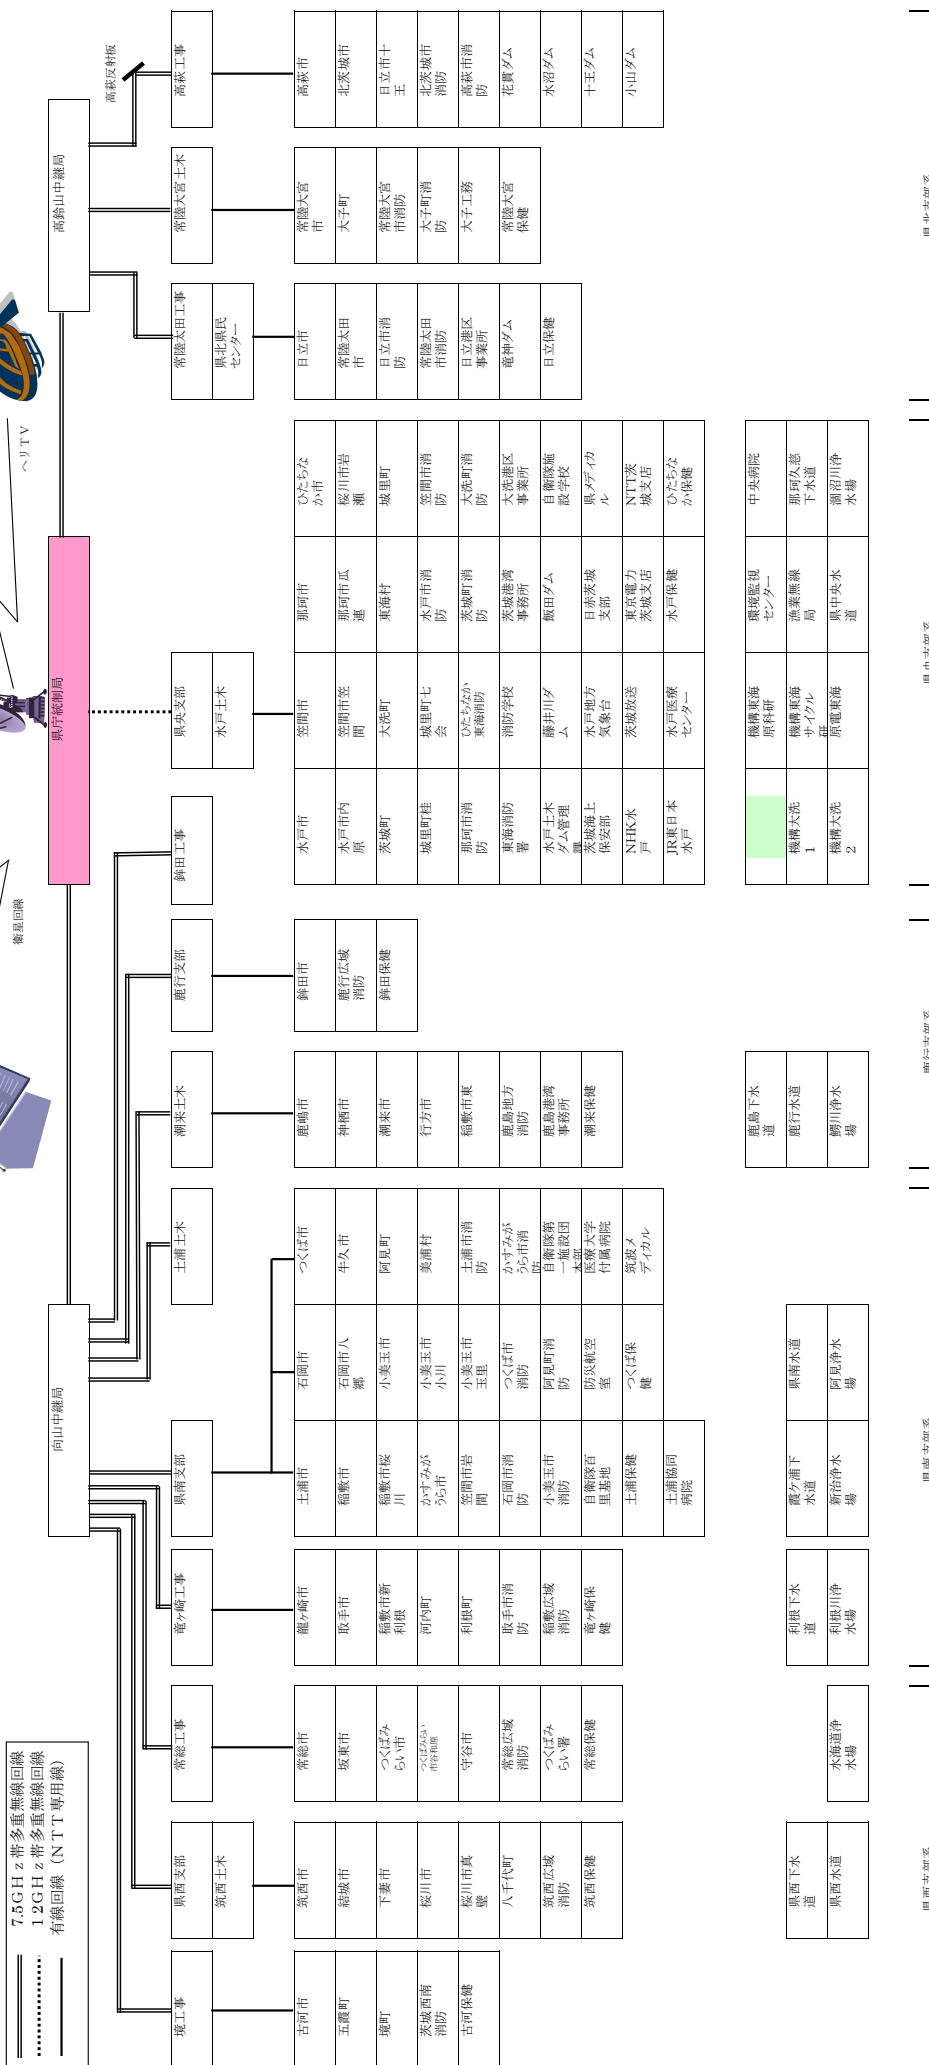 7.5GHz帯多重無線回線
12GHz帯多重無線回線
有線回線（NTT専用線）
衛星回線
ヘリTV
向山中継局
県庁統制局
高鈴山中継局
高萩反射板
境工事
古河市
五霞町
境町
茨城西南
消防
古河保健
県西支部
筑西土木
筑西市
結城市
下妻市
桜川市
桜川市真
壁
八千代町
筑西広域
消防
筑西保健
県西下水
道
県西水道
常総工事
常総市
坂東市
つくばみ
らい市
つくばみらい
市谷和原
守谷市
常総広域
消防
つくばみ
らい署
常総保健
水海道浄
水場
竜ヶ崎工事
龍ヶ崎市
取手市
稲敷市新
利根
河内町
利根町
取手市消
防
稲敷広域
消防
竜ヶ崎保
健
利根下水
道
利根川浄
水場
県南支部
土浦市
稲敷市
稲敷市桜
川
かすみが
うら市
笠間市岩
間
石岡市消
防
小美玉市
消防
自衛隊百
里基地
土浦保健
土浦協同
病院
霞ケ浦下
水道
新治浄水
場
石岡市
石岡市八
郷
小美玉市
小美玉市
小川
小美玉市
玉里
つくば市
消防
阿見町消
防
防災航空
室
つくば保
健
県南水道
阿見浄水
場
土浦土木
つくば市
牛久市
阿見町
美浦村
土浦市消
防
かすみが
うら市消
防
自衛隊第
一施設団
本部
医療大学
付属病院
筑波メ
ディカル
潮来土木
鹿嶋市
神栖市
潮来市
行方市
稲敷市東
鹿島地方
消防
鹿島港湾
事務所
潮来保健
鹿島下水
道
鹿行水道
鰐川浄水
場
鹿行支部
鉾田市
鹿行広域
消防
鉾田保健
鉾田工事
県央支部
水戸土木
水戸市
水戸市内
原
茨城町
城里町桂
那珂市消
防
東海消防
署
水戸土木
ダム管理
課
茨城海上
保安部
NHK水
戸
JR東日本
水戸
機構大洗
1
機構大洗
2
笠間市
笠間市笠
間
大洗町
城里町七
会
ひたちなか
東海消防
消防学校
藤井川ダ
ム
水戸地方
気象台
茨城放送
水戸医療
センター
機構東海
原科研
機構東海
サイクル
研
原電東海
那珂市
那珂市瓜
連
東海村
水戸市消
防
茨城町消
防
茨城港湾
事務所
飯田ダム
日赤茨城
支部
東京電力
茨城支店
水戸保健
環境監視
センター
漁業無線
局
県中央水
道
ひたちな
か市
桜川市岩
瀬
城里町
笠間市消
防
大洗町消
防
大洗港区
事業所
自衛隊施
設学校
県メディカ
ル
NTT茨
城支店
ひたちな
か保健
中央病院
那珂久慈
下水道
涸沼川浄
水場
常陸太田工事
県北県民
センター
日立市
常陸太田
市
日立市消
防
常陸太田
市消防
日立港区
事業所
竜神ダム
日立保健
常陸大宮土木
常陸大宮
市
大子町
常陸大宮
市消防
大子町消
防
大子工務
常陸大宮
保健
高萩工事
高萩市
北茨城市
日立市十
王
北茨城市
消防
高萩市消
防
花貫ダム
水沼ダム
十王ダム
小山ダム